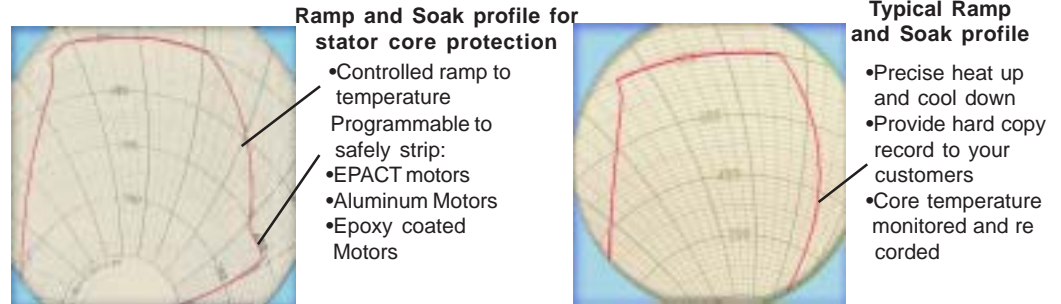 Ramp and Soak profile for
stator core protection
•Controlled ramp to
temperature
Programmable to
safely strip:
•EPACT motors
•Aluminum Motors
•Epoxy coated
Motors
Typical Ramp
and Soak profile
•Precise heat up
and cool down
•Provide hard copy
record to your
customers
•Core temperature
monitored and re
corded